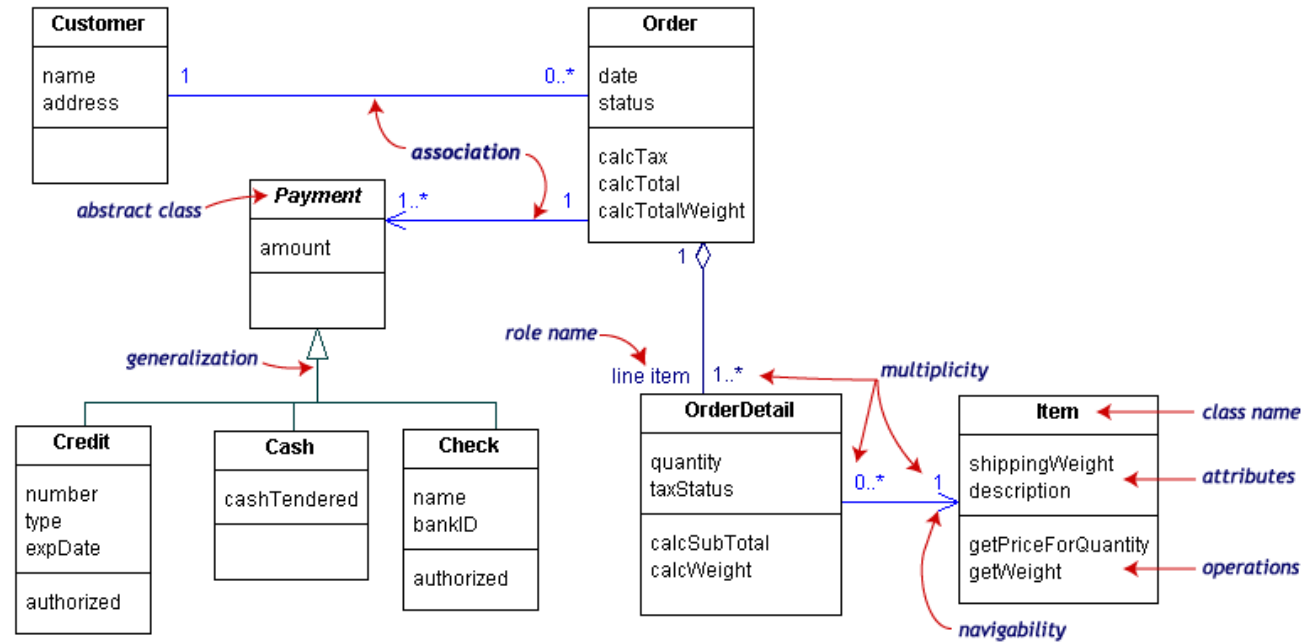 Customer
name
address
1
0..*
Order
date
status
calcTax
calcTotal
calcTotalWeight
association
abstract class
Payment
amount
1..*
1
1
generalization
role name
line item
1..*
multiplicity
Credit
number
type
expDate
authorized
Cash
cashTendered
Check
name
bankID
authorized
OrderDetail
quantity
taxStatus
calcSubTotal
calcWeight
0..*
1
Item
shippingWeight
description
getPriceForQuantity
getWeight
class name
attributes
operations
navigability